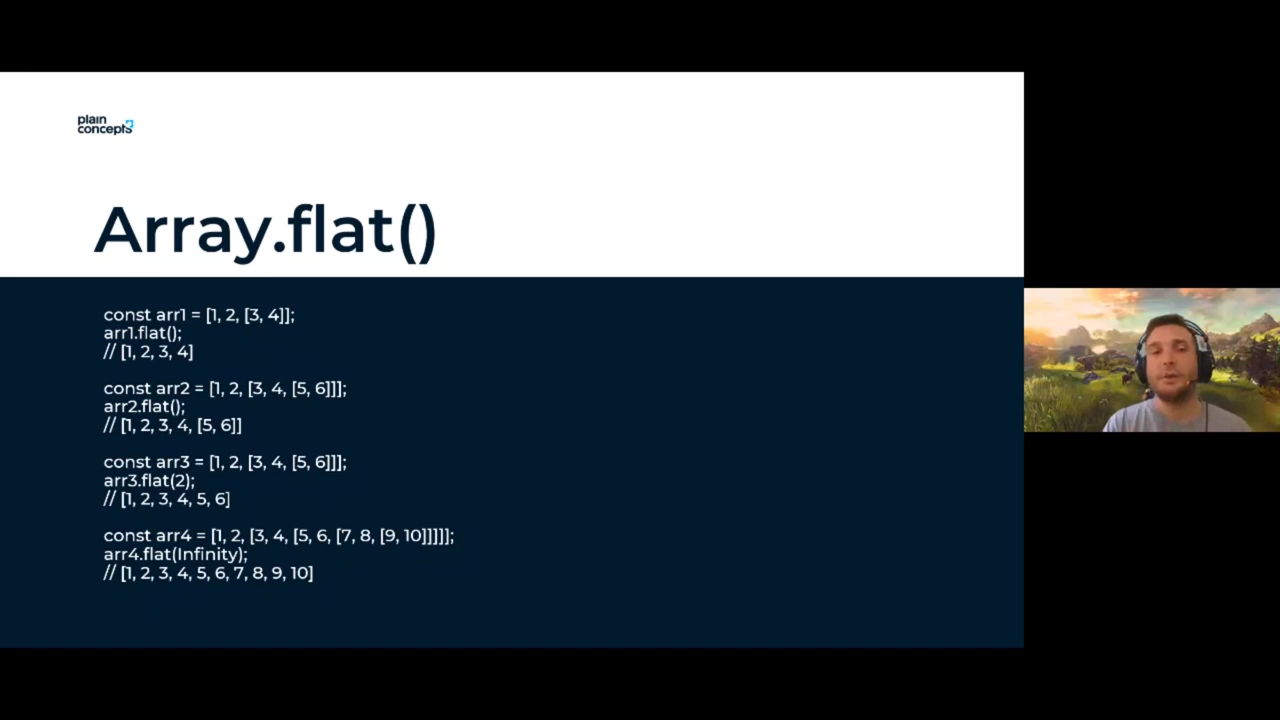 plain
concepts
Array.flat()
const arr1 = [1, 2, [3, 4]];
arr1.flat();
// [1, 2, 3, 4]
const arr2 = [1, 2, [3, 4, [5, 6]]];
arr2.flat();
// [1, 2, 3, 4, [5, 6]]
const arr3 = [1, 2, [3, 4, [5, 6]]];
arr3.flat(2);
// [1, 2, 3, 4, 5, 6]
const arr4 = [1, 2, [3, 4, [5, 6, [7, 8, [9, 10]]]]];
arr4.flat(Infinity);
// [1, 2, 3, 4, 5, 6, 7, 8, 9, 10]